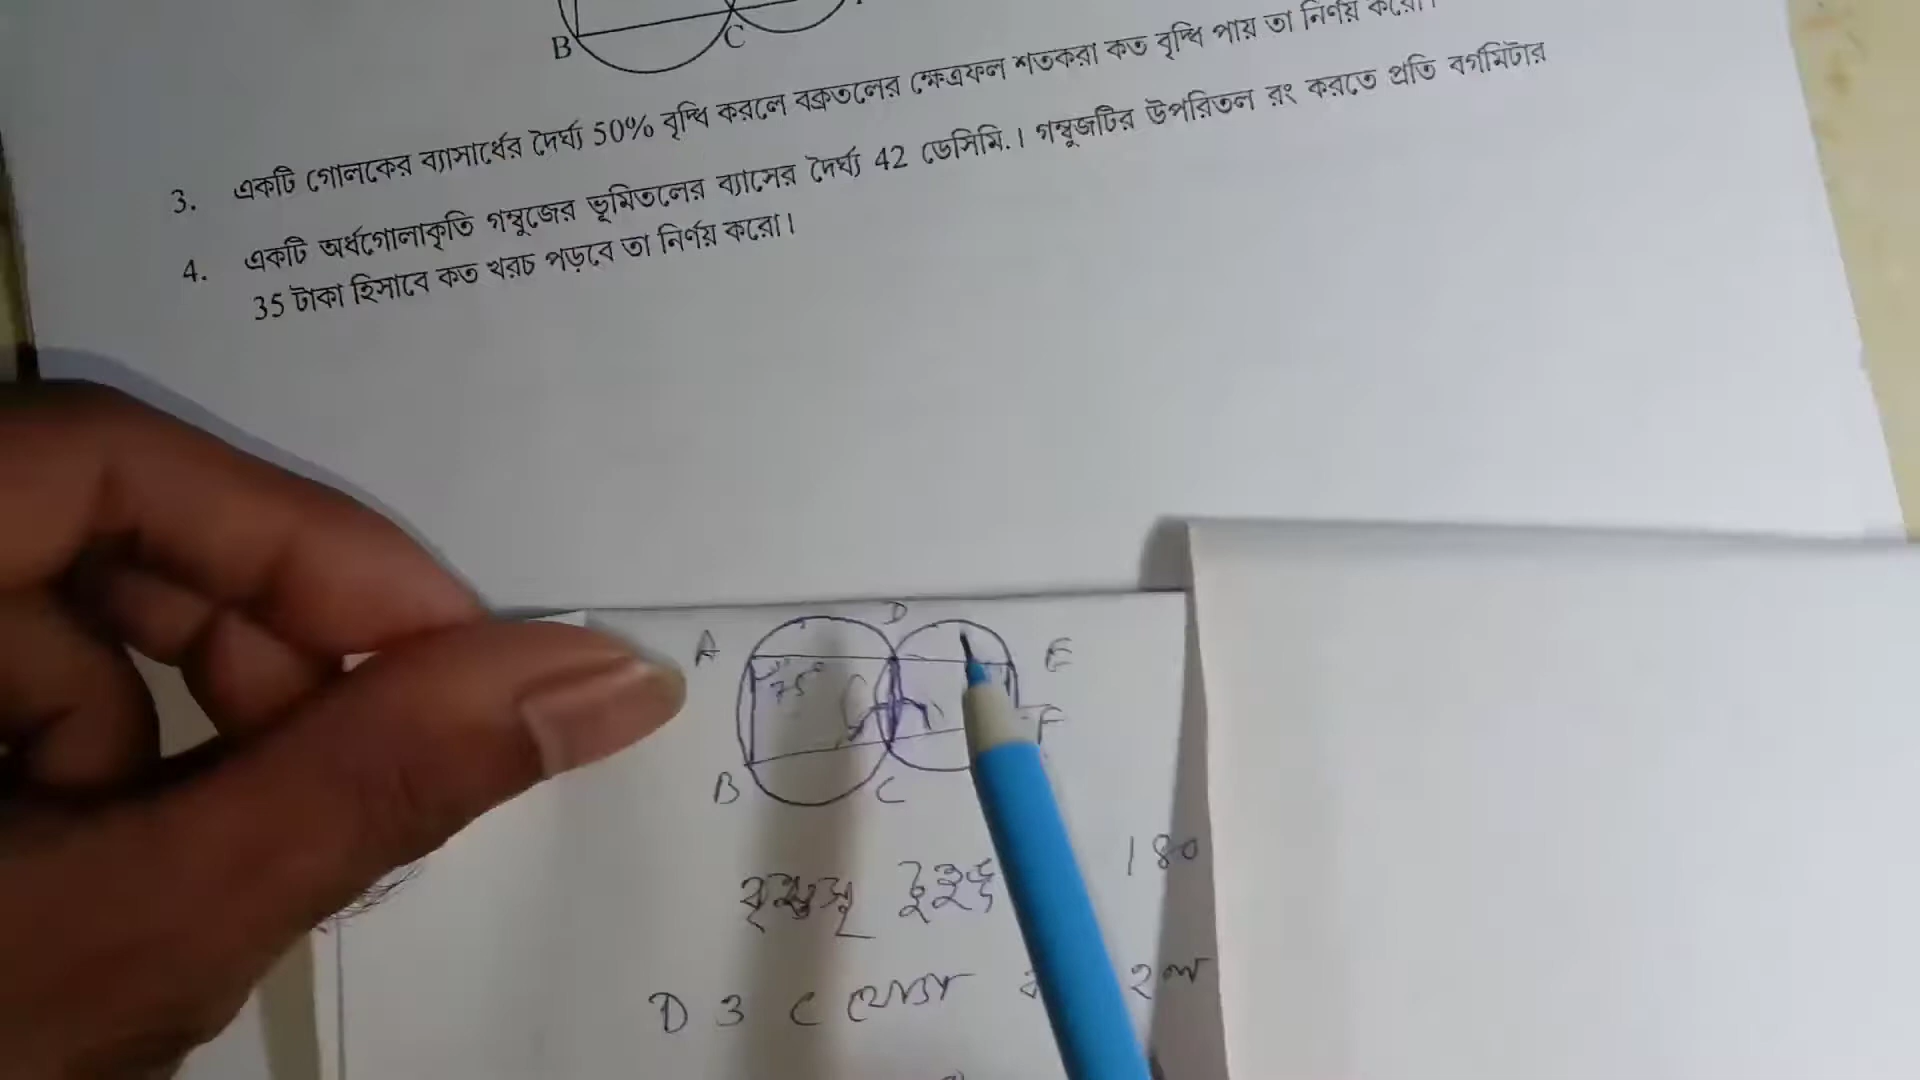 B
C
3. একটি গোলকের ব্যাসার্ধের দৈর্ঘ্য 50% বৃদ্ধি করলে বক্রতলের ক্ষেত্রফল শতকরা কত বৃদ্ধি পায় তা নির্ণয় করো।
4. একটি অর্ধগোলাকৃতি গম্বুজের ভূমিতলের ব্যাসের দৈর্ঘ্য 42 ডেসিমি.। গম্বুজটির উপরিতল রং করতে প্রতি বর্গমিটার
35 টাকা হিসাবে কত খরচ পড়বে তা নির্ণয় করো।
D
A
E
75°
F
B
C
180
D ও C যোগ হল